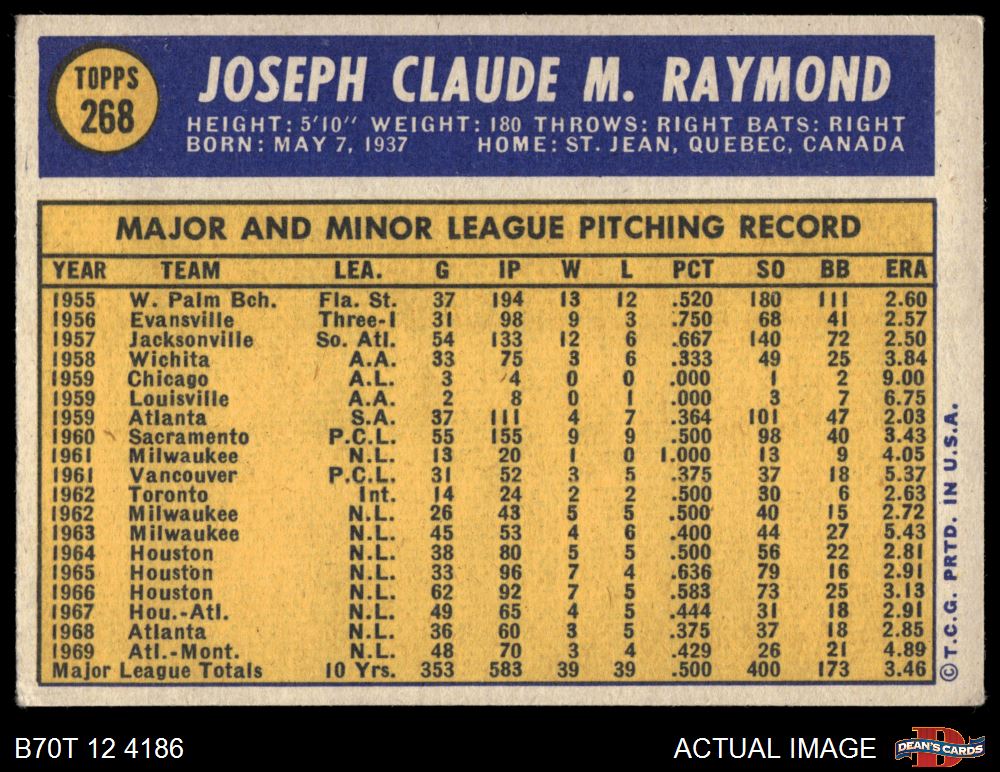 TOPPS
268
JOSEPH CLAUDE M. RAYMOND
HEIGHT: 5'10" WEIGHT: 180 THROWS: RIGHT BATS: RIGHT
BORN: MAY 7, 1937 HOME: ST. JEAN, QUEBEC, CANADA
MAJOR AND MINOR LEAGUE PITCHING RECORD
YEAR TEAM LEA. G IP W L PCT SO BB ERA
1955 W. Palm Bch. Fla. St. 37 194 13 12 .520 180 111 2.60
1956 Evansville Three-I 31 98 9 3 .750 68 41 2.57
1957 Jacksonville So. Atl. 54 133 12 6 .667 140 72 2.50
1958 Wichita A.A. 33 75 3 6 .333 49 25 3.84
1959 Chicago A.L. 3 4 0 0 .000 1 2 9.00
1959 Louisville A.A. 2 8 0 1 .000 3 7 6.75
1959 Atlanta S.A. 37 111 4 7 .364 101 47 2.03
1960 Sacramento P.C.L. 55 155 9 9 .500 98 40 3.43
1961 Milwaukee N.L. 13 20 1 0 1.000 13 9 4.05
1961 Vancouver P.C.L. 31 52 3 5 .375 37 18 5.37
1962 Toronto Int. 14 24 2 2 .500 30 6 2.63
1962 Milwaukee N.L. 26 43 5 5 .500 40 15 2.72
1963 Milwaukee N.L. 45 53 4 6 .400 44 27 5.43
1964 Houston N.L. 38 80 5 5 .500 56 22 2.81
1965 Houston N.L. 33 96 7 4 .636 79 16 2.91
1966 Houston N.L. 62 92 7 5 .583 73 25 3.13
1967 Hou.-Atl. N.L. 49 65 4 5 .444 31 18 2.91
1968 Atlanta N.L. 36 60 3 5 .375 37 18 2.85
1969 Atl.-Mont. N.L. 48 70 3 4 .429 26 21 4.89
Major League Totals 10 Yrs. 353 583 39 39 .500 400 173 3.46
©T.C.G. PRTD. IN U.S.A.
B70T 12 4186 ACTUAL IMAGE
D
DEAN'S CARDS